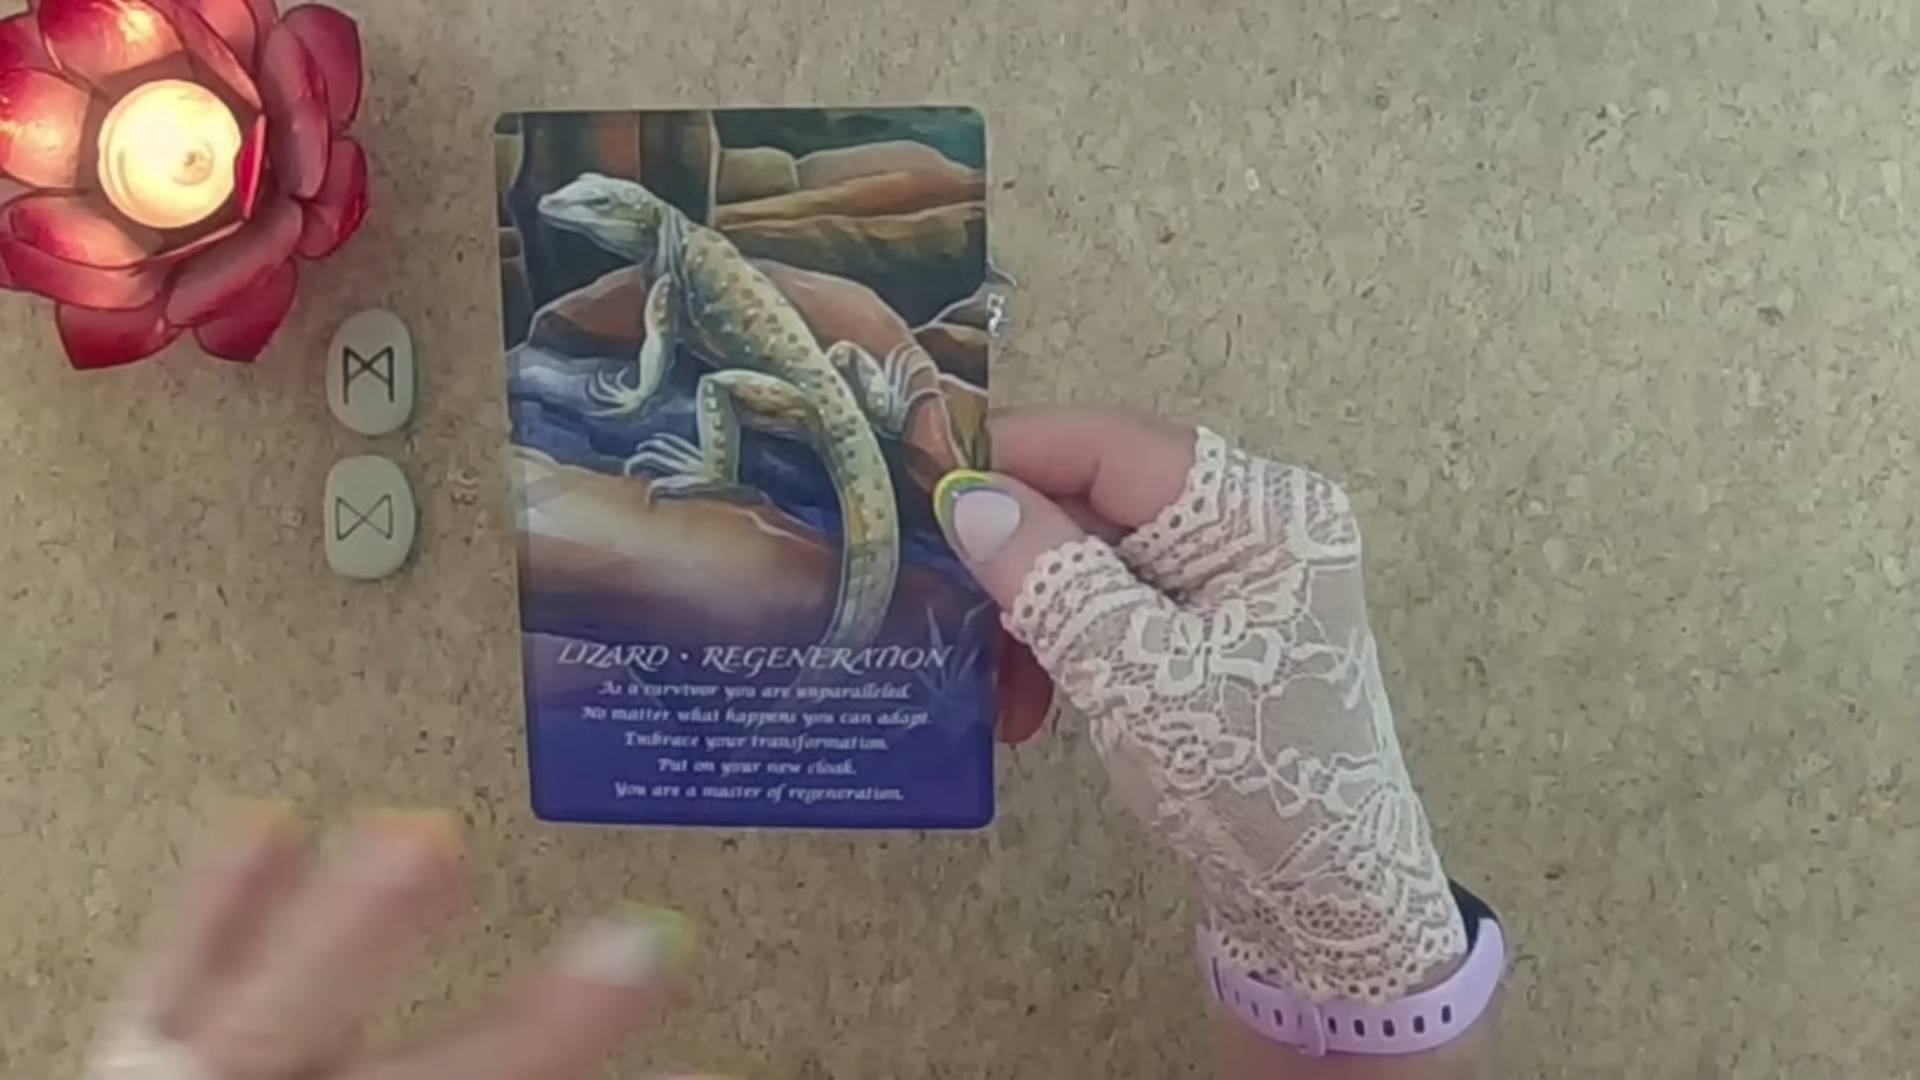 LIZARD • REGENERATION
As a survivor you are unparalleled.
No matter what happens you can adapt.
Embrace your transformation.
Put on your new cloak.
You are a master of regeneration.
ᛗ
ᛞ